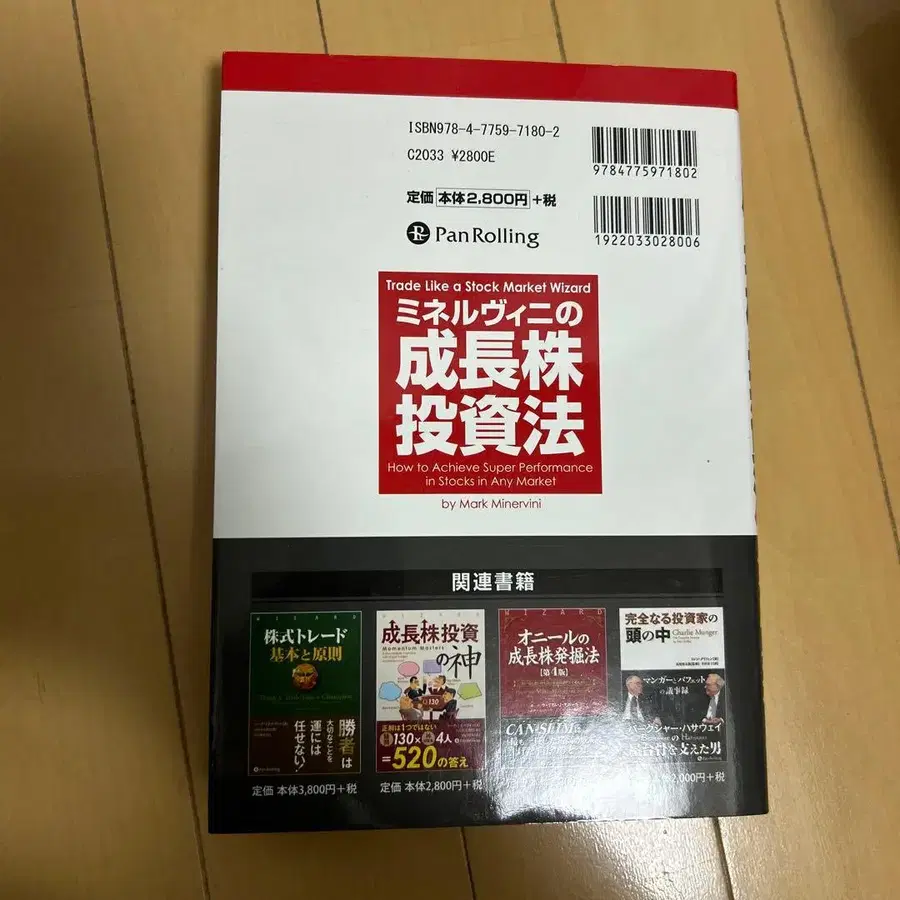 ISBN978-4-7759-7180-2
C2033 ¥2800E
9784775971802
定価 本体2,800円 +税
1922033028006
PanRolling
Trade Like a Stock Market Wizard
ミネルヴィニの
成長株
投資法
How to Achieve Super Performance
in Stocks in Any Market
by Mark Minervini
関連書籍
WIZARD
株式トレード
基本と原則
勝者は
大切なことを
運には
任せない!
PanRolling
定価 本体3,800円+税
WIZARD
成長株投資
の神
Momentum Masters
正解は1つではない
130×
4人
=520の答え
定価 本体2,800円+税
WIZARD
オニールの
成長株発掘法
[第4版]
完全なる投資家の
頭の中
Charlie Munger
マンガーとバフェット
の議事録
バークシャー・ハサウェイ
を支えた男
PanRolling
2,000円+税